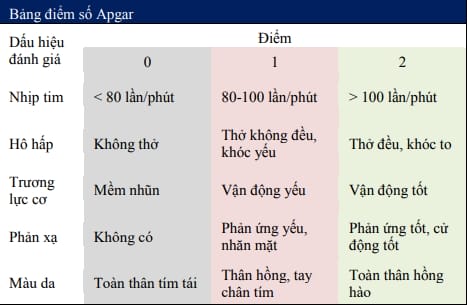 Bảng điểm số Apgar
Dấu hiệu đánh giá Điểm
0 1 2
Nhịp tim < 80 lần/phút 80-100 lần/phút > 100 lần/phút
Hô hấp Không thở Thở không đều, khóc yếu Thở đều, khóc to
Trương lực cơ Mềm nhũn Vận động yếu Vận động tốt
Phản xạ Không có Phản ứng yếu, nhăn mặt Phản ứng tốt, cử động tốt
Màu da Toàn thân tím tái Thân hồng, tay chân tím Toàn thân hồng hào